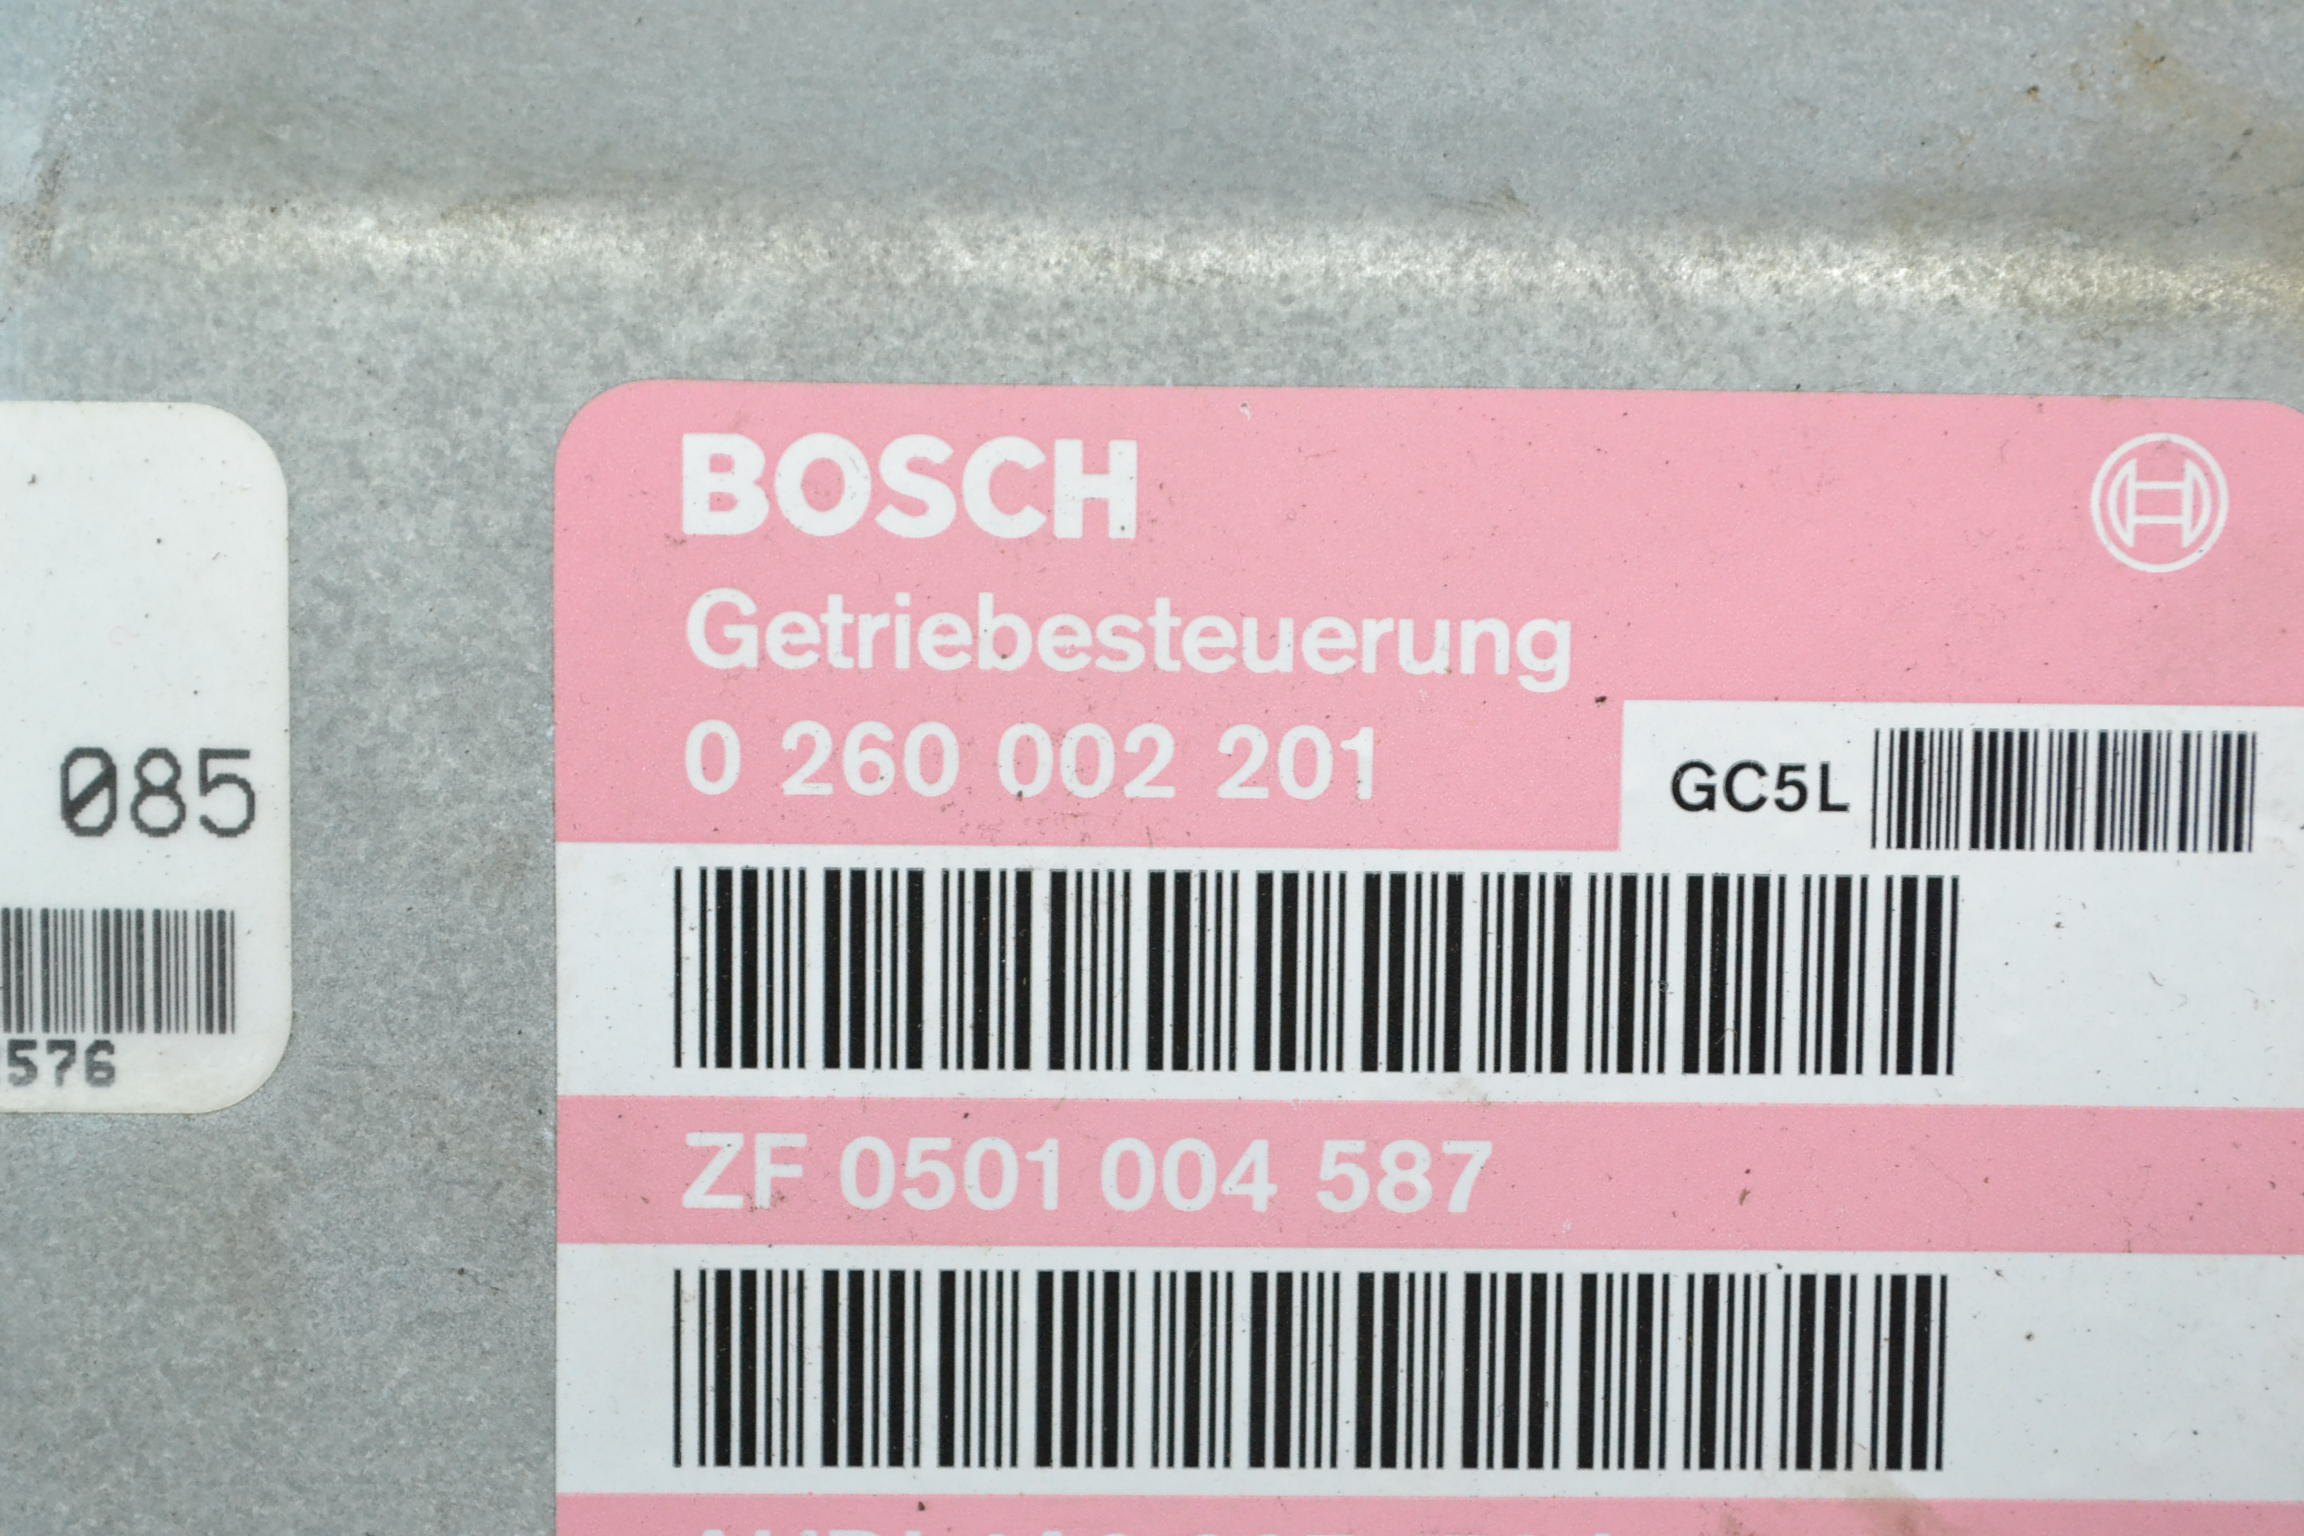 085
576
BOSCH
Getriebesteuerung
0 260 002 201
GC5L
ZF 0501 004 587